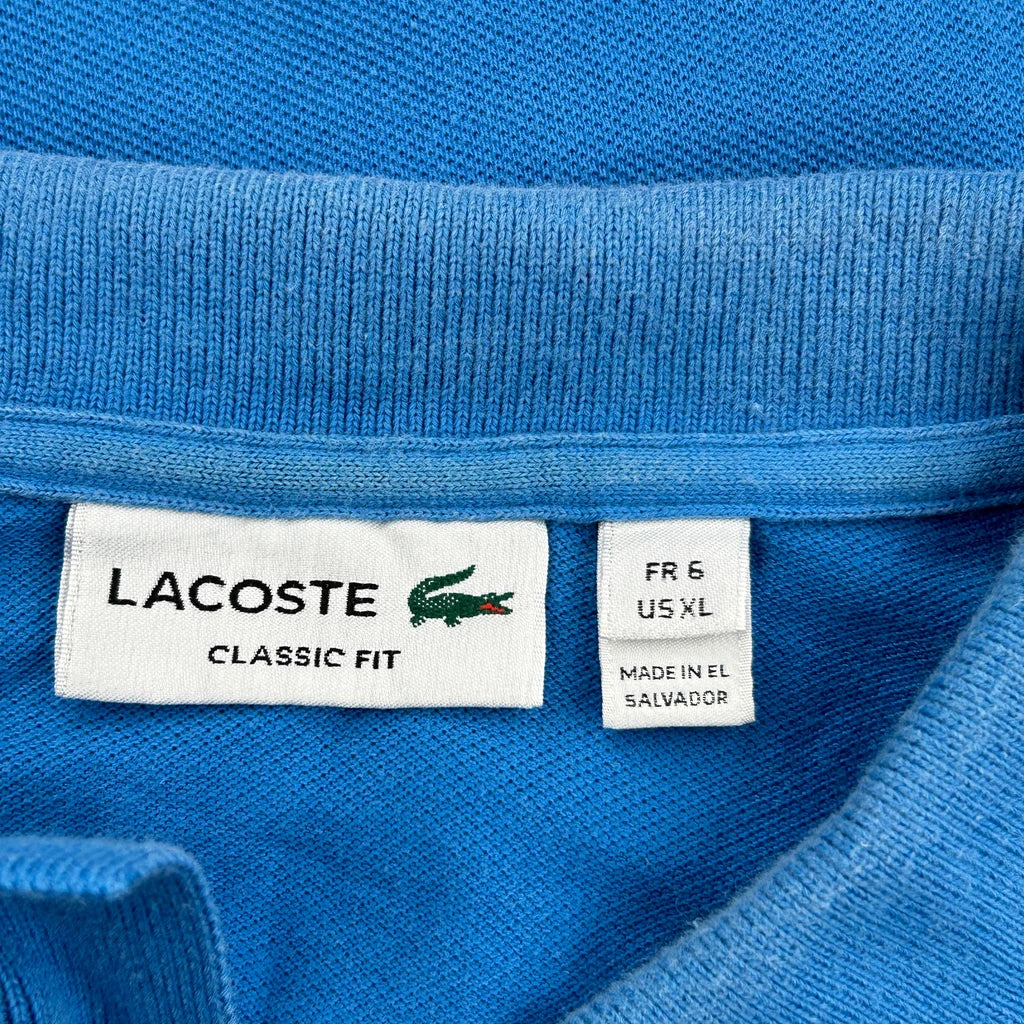 LACOSTE
CLASSIC FIT
FR 6
US XL
MADE IN EL
SALVADOR